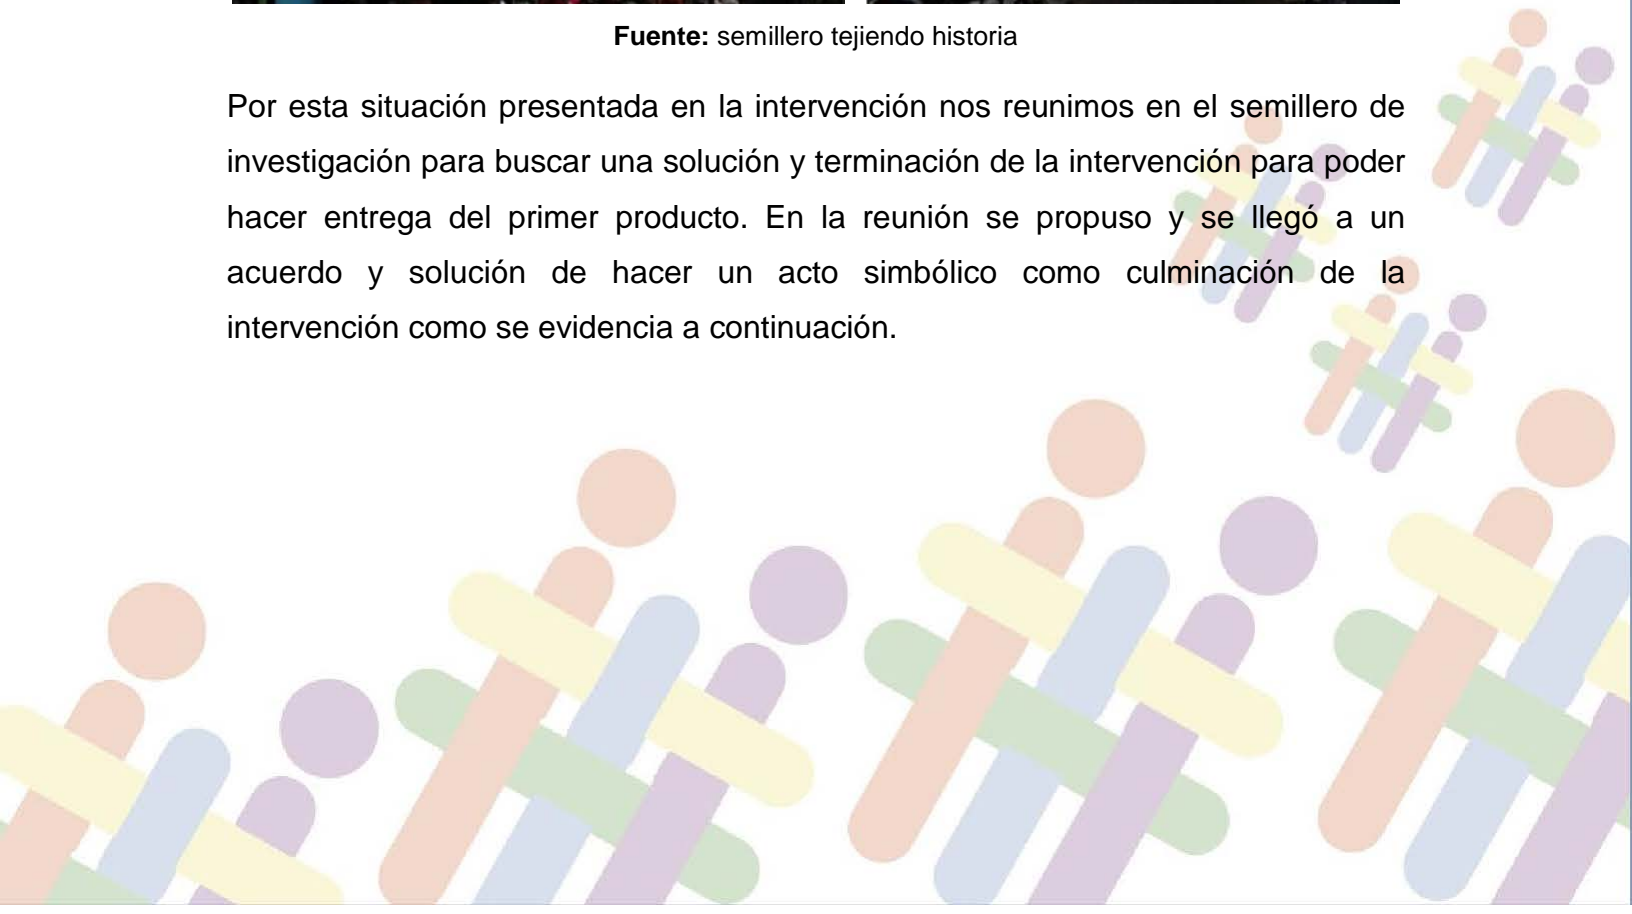 Fuente: semillero tejiendo historia
Por esta situación presentada en la intervención nos reunimos en el semillero de
investigación para buscar una solución y terminación de la intervención para poder
hacer entrega del primer producto. En la reunión se propuso y se llegó a un
acuerdo y solución de hacer un acto simbólico como culminación de la
intervención como se evidencia a continuación.